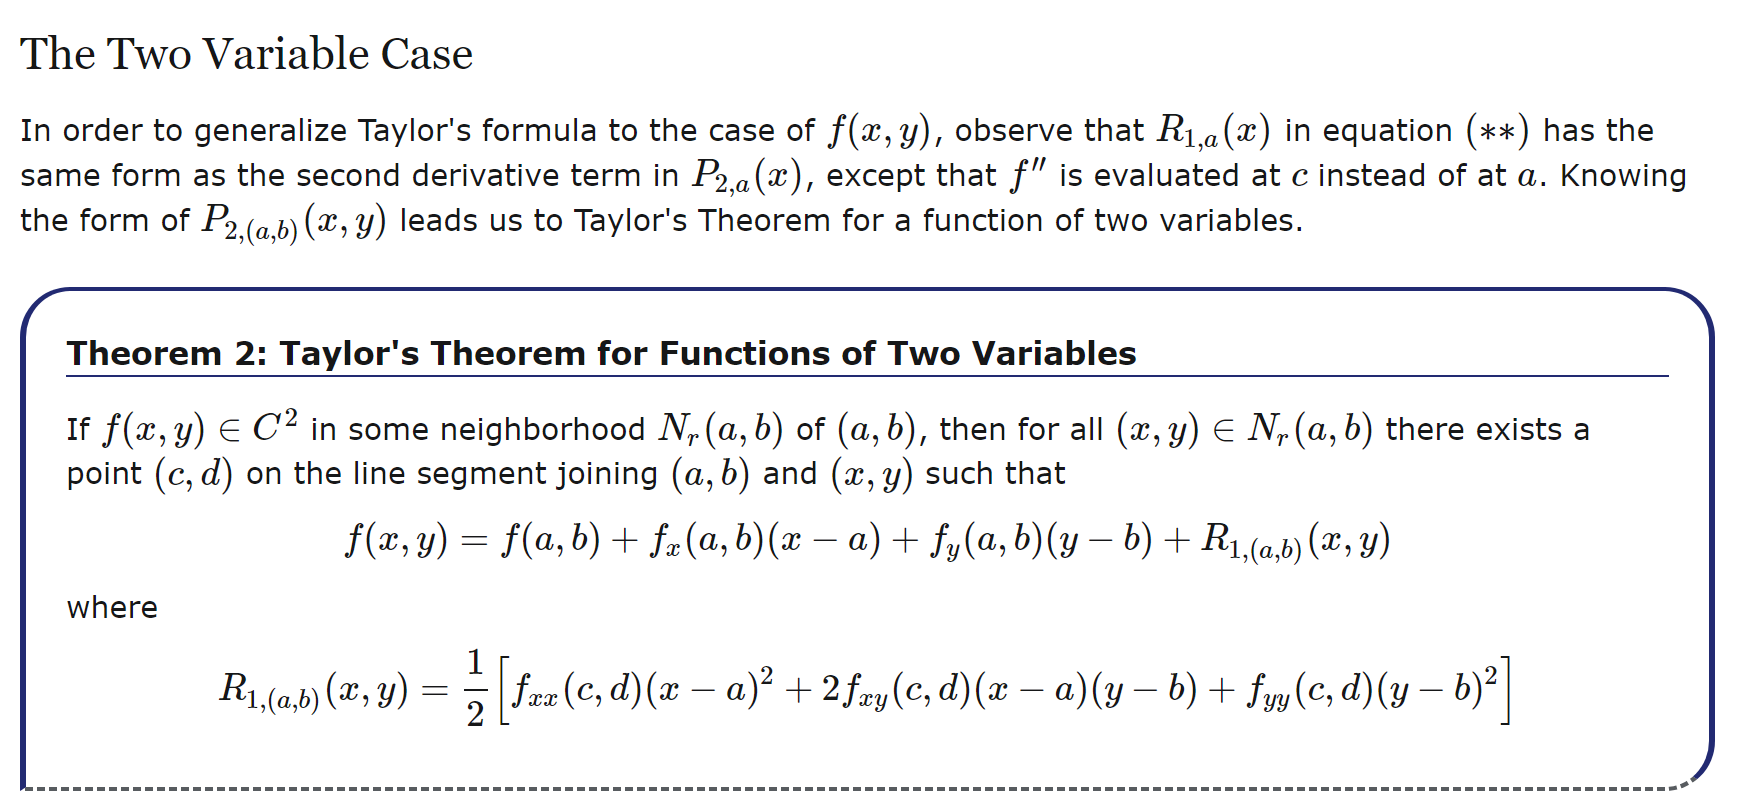 The Two Variable Case
In order to generalize Taylor's formula to the case of $f(x, y)$, observe that $R_{1,a}(x)$ in equation $(**)$ has the
same form as the second derivative term in $P_{2,a}(x)$, except that $f''$ is evaluated at $c$ instead of at $a$. Knowing
the form of $P_{2,(a,b)}(x, y)$ leads us to Taylor's Theorem for a function of two variables.
Theorem 2: Taylor's Theorem for Functions of Two Variables
If $f(x, y) \in C^2$ in some neighborhood $N_r(a, b)$ of $(a, b)$, then for all $(x, y) \in N_r(a, b)$ there exists a
point $(c, d)$ on the line segment joining $(a, b)$ and $(x, y)$ such that
$f(x, y) = f(a, b) + f_x(a, b)(x - a) + f_y(a, b)(y - b) + R_{1,(a,b)}(x, y)$
where
$R_{1,(a,b)}(x, y) = \frac{1}{2}\left[f_{xx}(c, d)(x - a)^2 + 2f_{xy}(c, d)(x - a)(y - b) + f_{yy}(c, d)(y - b)^2\right]$